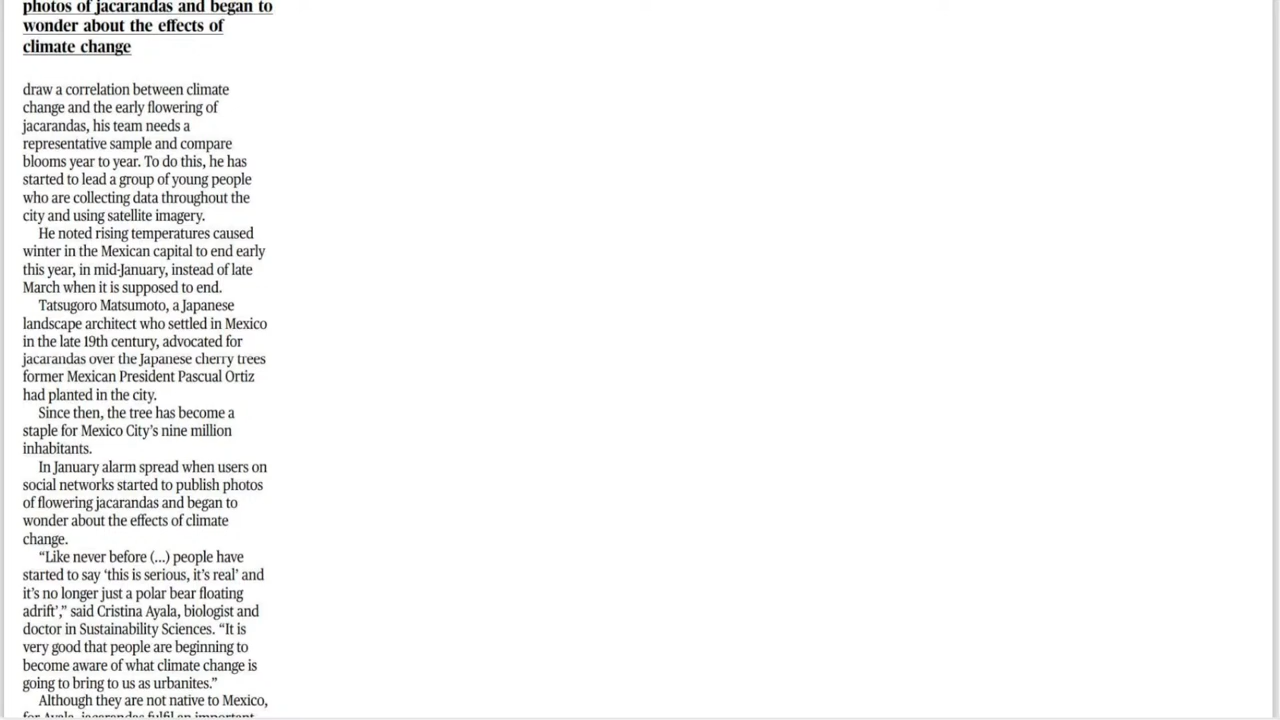 photos of jacarandas and began to
wonder about the effects of
climate change
draw a correlation between climate
change and the early flowering of
jacarandas, his team needs a
representative sample and compare
blooms year to year. To do this, he has
started to lead a group of young people
who are collecting data throughout the
city and using satellite imagery.
He noted rising temperatures caused
winter in the Mexican capital to end early
this year, in mid-January, instead of late
March when it is supposed to end.
Tatsugoro Matsumoto, a Japanese
landscape architect who settled in Mexico
in the late 19th century, advocated for
jacarandas over the Japanese cherry trees
former Mexican President Pascual Ortiz
had planted in the city.
Since then, the tree has become a
staple for Mexico City’s nine million
inhabitants.
In January alarm spread when users on
social networks started to publish photos
of flowering jacarandas and began to
wonder about the effects of climate
change.
“Like never before (...) people have
started to say ‘this is serious, it’s real’ and
it’s no longer just a polar bear floating
adrift’,” said Cristina Ayala, biologist and
doctor in Sustainability Sciences. “It is
very good that people are beginning to
become aware of what climate change is
going to bring to us as urbanites.”
Although they are not native to Mexico,
for Ayala, jacarandas fulfil an important